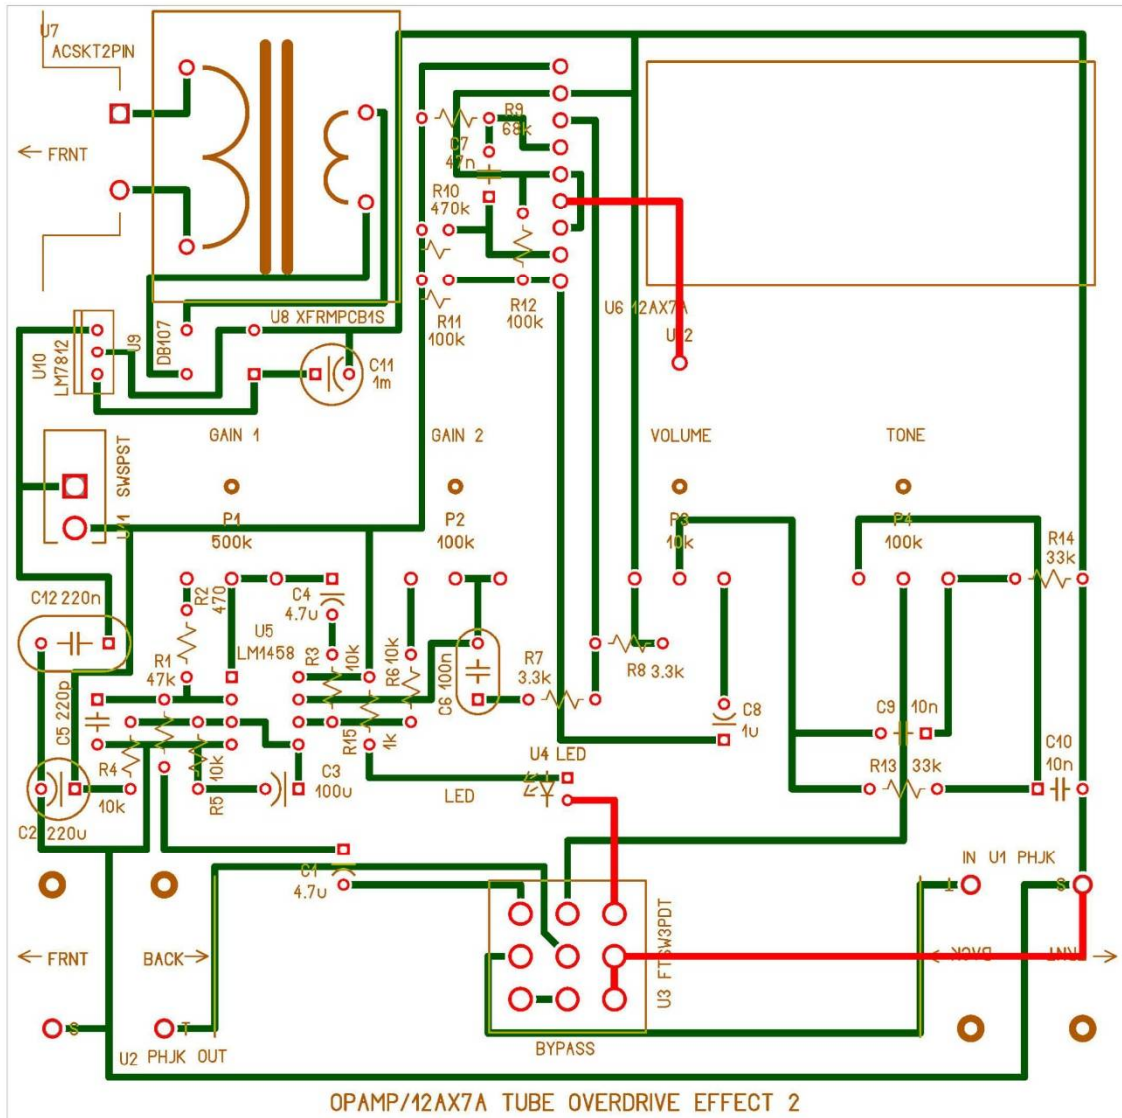 U7
ACSKT2PIN
← FRNT
U8 XFRMPCB1S
R9
68k
C7
47n
R10
470k
R11
100k
R12
100k
U6 12AX7A
U10
LM7812
U9
DB107
C11
1m
GAIN 1
GAIN 2
VOLUME
TONE
SWSPST
P1
500k
P2
100k
P3
10k
P4
100k
R14
33k
C12 220n
R2
470
C4
4.7u
U5
LM1458
R1
47k
R3
10k
R6 10k
C6 100n
R7
3.3k
R8 3.3k
C5 220p
R15
1k
C8
1u
C9 10n
R4
10k
R5
10k
C3
100u
U4 LED
LED
R13 33k
C10
10n
C2 220u
C1
4.7u
IN U1 PHJK
T
S
U3 FTSW3PDT
← FRNT
BACK →
BACK
FRNT
S
T
U2 PHJK OUT
BYPASS
OPAMP/12AX7A TUBE OVERDRIVE EFFECT 2